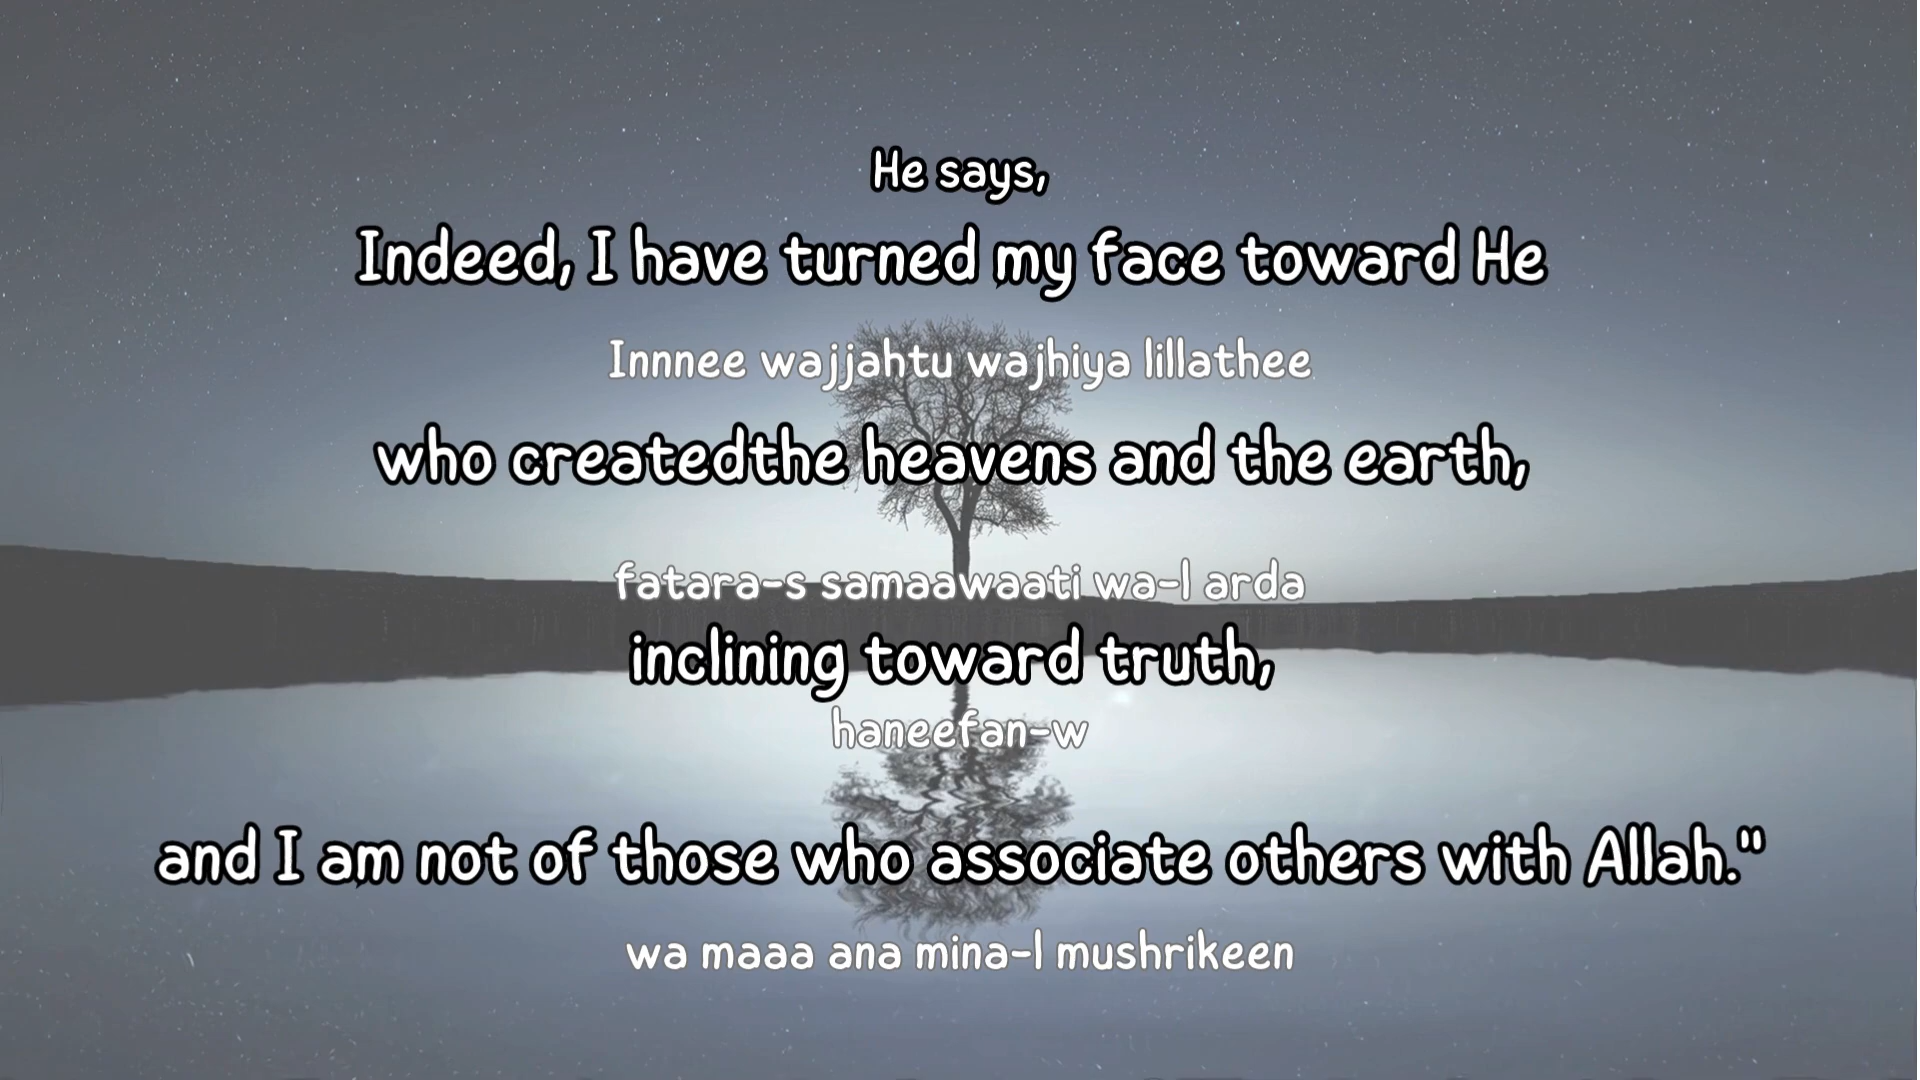 He says,
Indeed, I have turned my face toward He
Innnee wajjahtu wajhiya lillathee
who createdthe heavens and the earth,
fatara-s samaawaati wa-l arda
inclining toward truth,
haneefan-w
and I am not of those who associate others with Allah."
wa maaa ana mina-l mushrikeen